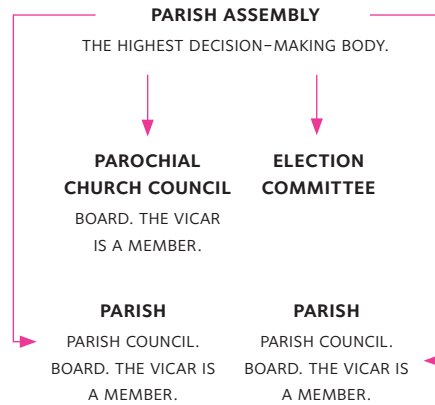 PARISH ASSEMBLY
THE HIGHEST DECISION–MAKING BODY.
PAROCHIAL
CHURCH COUNCIL
BOARD. THE VICAR
IS A MEMBER.
ELECTION
COMMITTEE
PARISH
PARISH COUNCIL.
BOARD. THE VICAR IS
A MEMBER.
PARISH
PARISH COUNCIL.
BOARD. THE VICAR IS
A MEMBER.